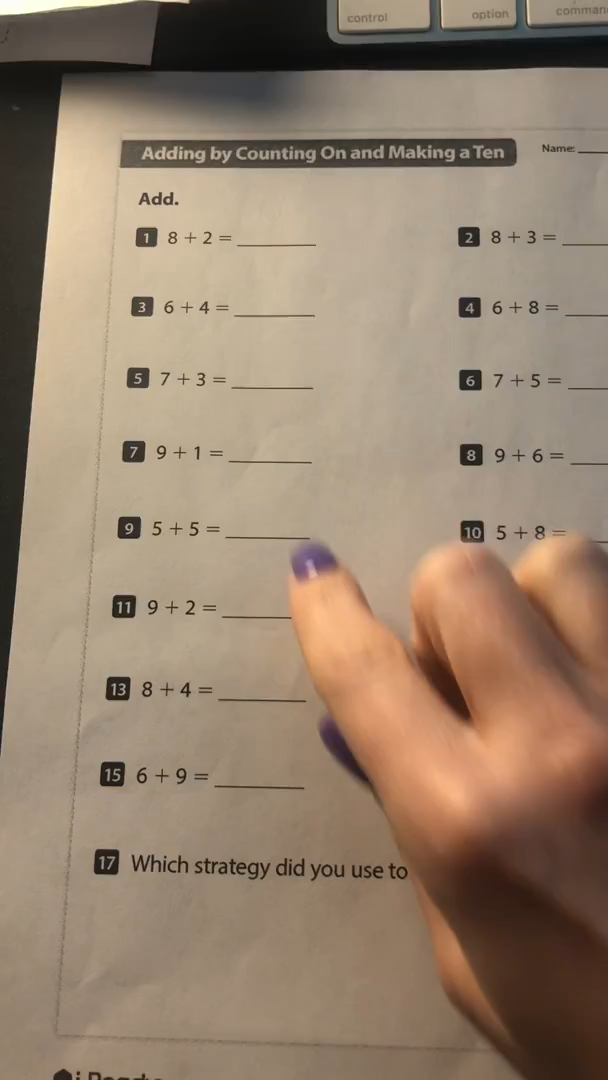 control option
Adding by Counting On and Making a Ten Name:
Add.
1 8 + 2 = 2 8 + 3 =
3 6 + 4 = 4 6 + 8 =
5 7 + 3 = 6 7 + 5 =
7 9 + 1 = 8 9 + 6 =
9 5 + 5 = 10 5 + 8 =
11 9 + 2 =
13 8 + 4 =
15 6 + 9 =
17 Which strategy did you use to